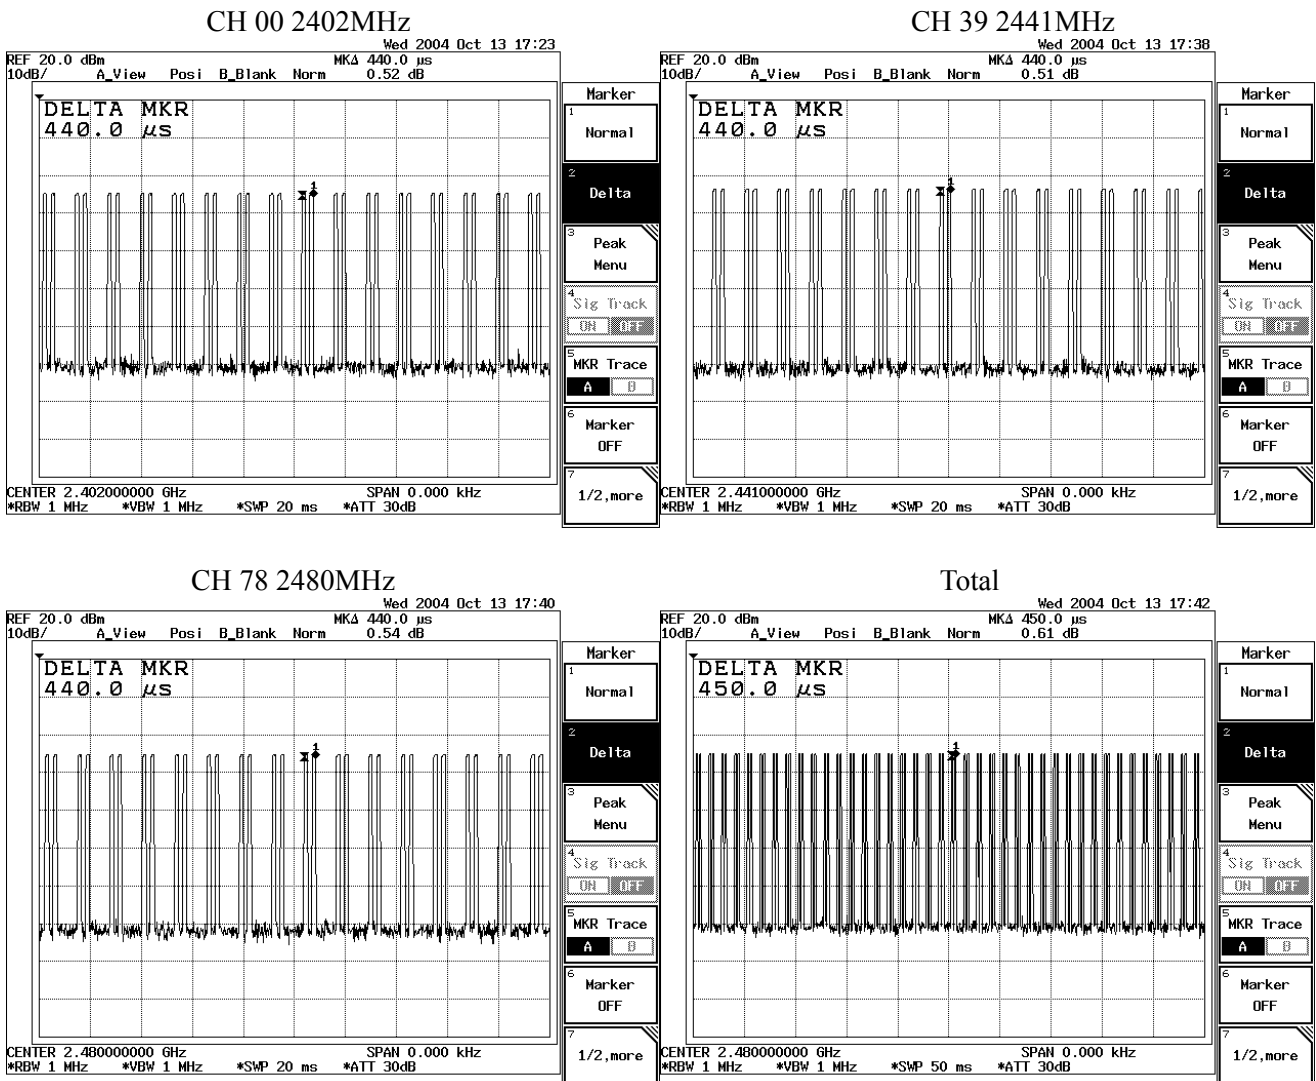 CH 00 2402MHz
Wed 2004 Oct 13 17:23
REF 20.0 dBm MKΔ 440.0 μs
10dB/ A_View Posi B_Blank Norm 0.52 dB
DELTA MKR
440.0 μs
1
CENTER 2.402000000 GHz SPAN 0.000 kHz
*RBW 1 MHz *VBW 1 MHz *SWP 20 ms *ATT 30dB
Marker
1
Normal
2
Delta
3
Peak
Menu
4
Sig Track
ON OFF
5
MKR Trace
A B
6
Marker
OFF
7
1/2,more
CH 39 2441MHz
Wed 2004 Oct 13 17:38
REF 20.0 dBm MKΔ 440.0 μs
10dB/ A_View Posi B_Blank Norm 0.51 dB
DELTA MKR
440.0 μs
1
CENTER 2.441000000 GHz SPAN 0.000 kHz
*RBW 1 MHz *VBW 1 MHz *SWP 20 ms *ATT 30dB
Marker
1
Normal
2
Delta
3
Peak
Menu
4
Sig Track
ON OFF
5
MKR Trace
A B
6
Marker
OFF
7
1/2,more
CH 78 2480MHz
Wed 2004 Oct 13 17:40
REF 20.0 dBm MKΔ 440.0 μs
10dB/ A_View Posi B_Blank Norm 0.54 dB
DELTA MKR
440.0 μs
1
CENTER 2.480000000 GHz SPAN 0.000 kHz
*RBW 1 MHz *VBW 1 MHz *SWP 20 ms *ATT 30dB
Marker
1
Normal
2
Delta
3
Peak
Menu
4
Sig Track
ON OFF
5
MKR Trace
A B
6
Marker
OFF
7
1/2,more
Total
Wed 2004 Oct 13 17:42
REF 20.0 dBm MKΔ 450.0 μs
10dB/ A_View Posi B_Blank Norm 0.61 dB
DELTA MKR
450.0 μs
1
CENTER 2.480000000 GHz SPAN 0.000 kHz
*RBW 1 MHz *VBW 1 MHz *SWP 50 ms *ATT 30dB
Marker
1
Normal
2
Delta
3
Peak
Menu
4
Sig Track
ON OFF
5
MKR Trace
A B
6
Marker
OFF
7
1/2,more